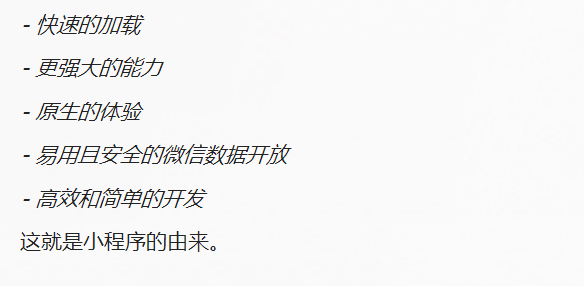 - 快速的加载
- 更强大的能力
- 原生的体验
- 易用且安全的微信数据开放
- 高效和简单的开发
这就是小程序的由来。